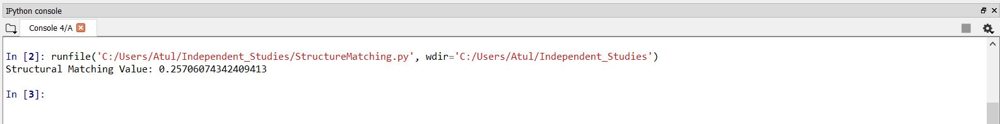 IPython console
Console 4/A
In [2]: runfile('C:/Users/Atul/Independent_Studies/StructureMatching.py', wdir='C:/Users/Atul/Independent_Studies')
Structural Matching Value: 0.25706074342409413
In [3]: